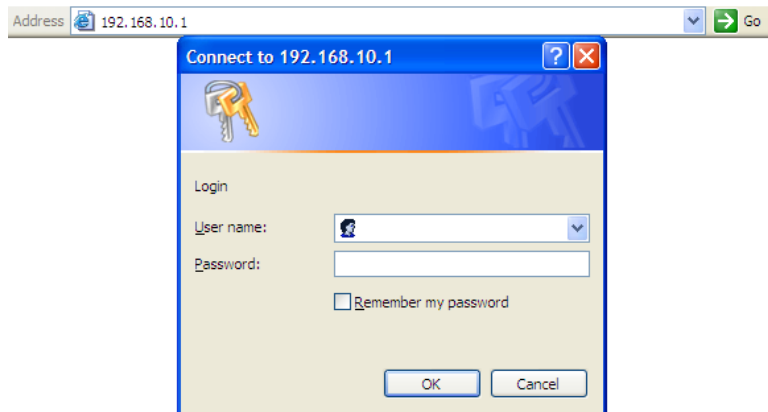 Address 192.168.10.1 Go
Connect to 192.168.10.1 ?
Login
User name:
Password:
Remember my password
OK Cancel